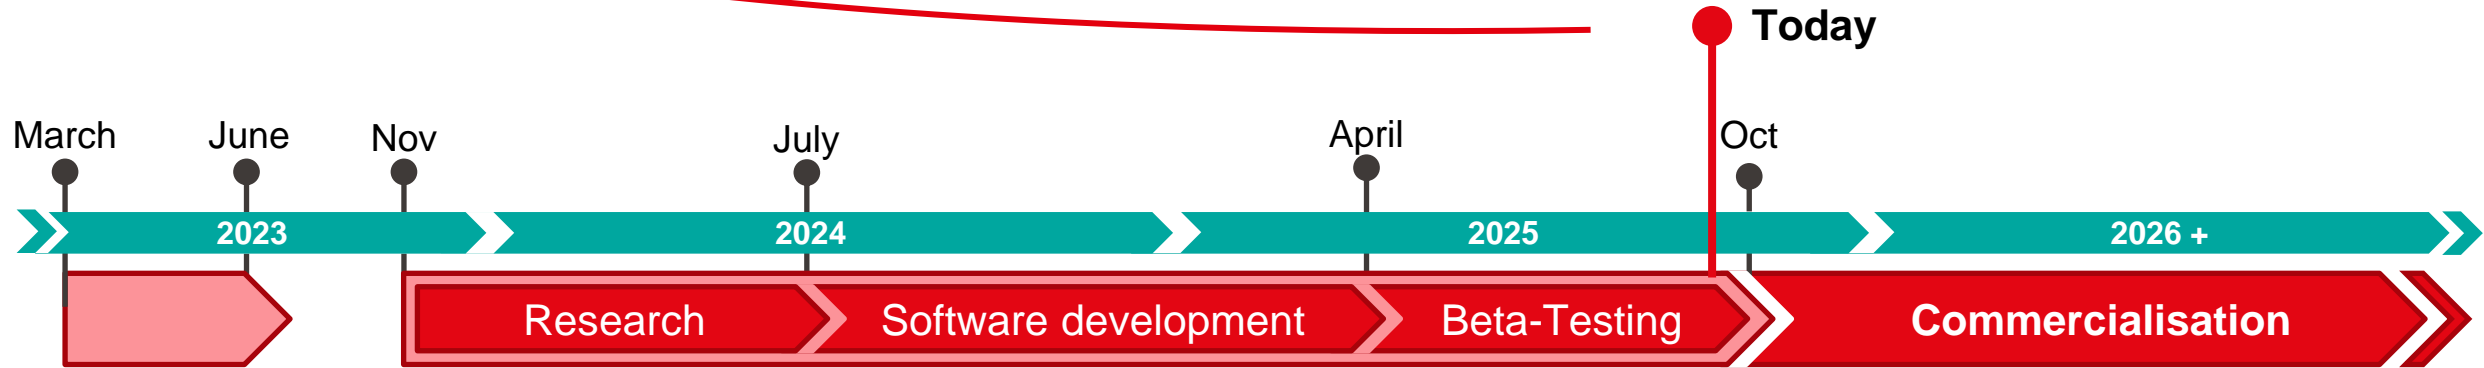 Today
March
June
Nov
July
April
Oct
2023
2024
2025
2026 +
Research
Software development
Beta-Testing
Commercialisation